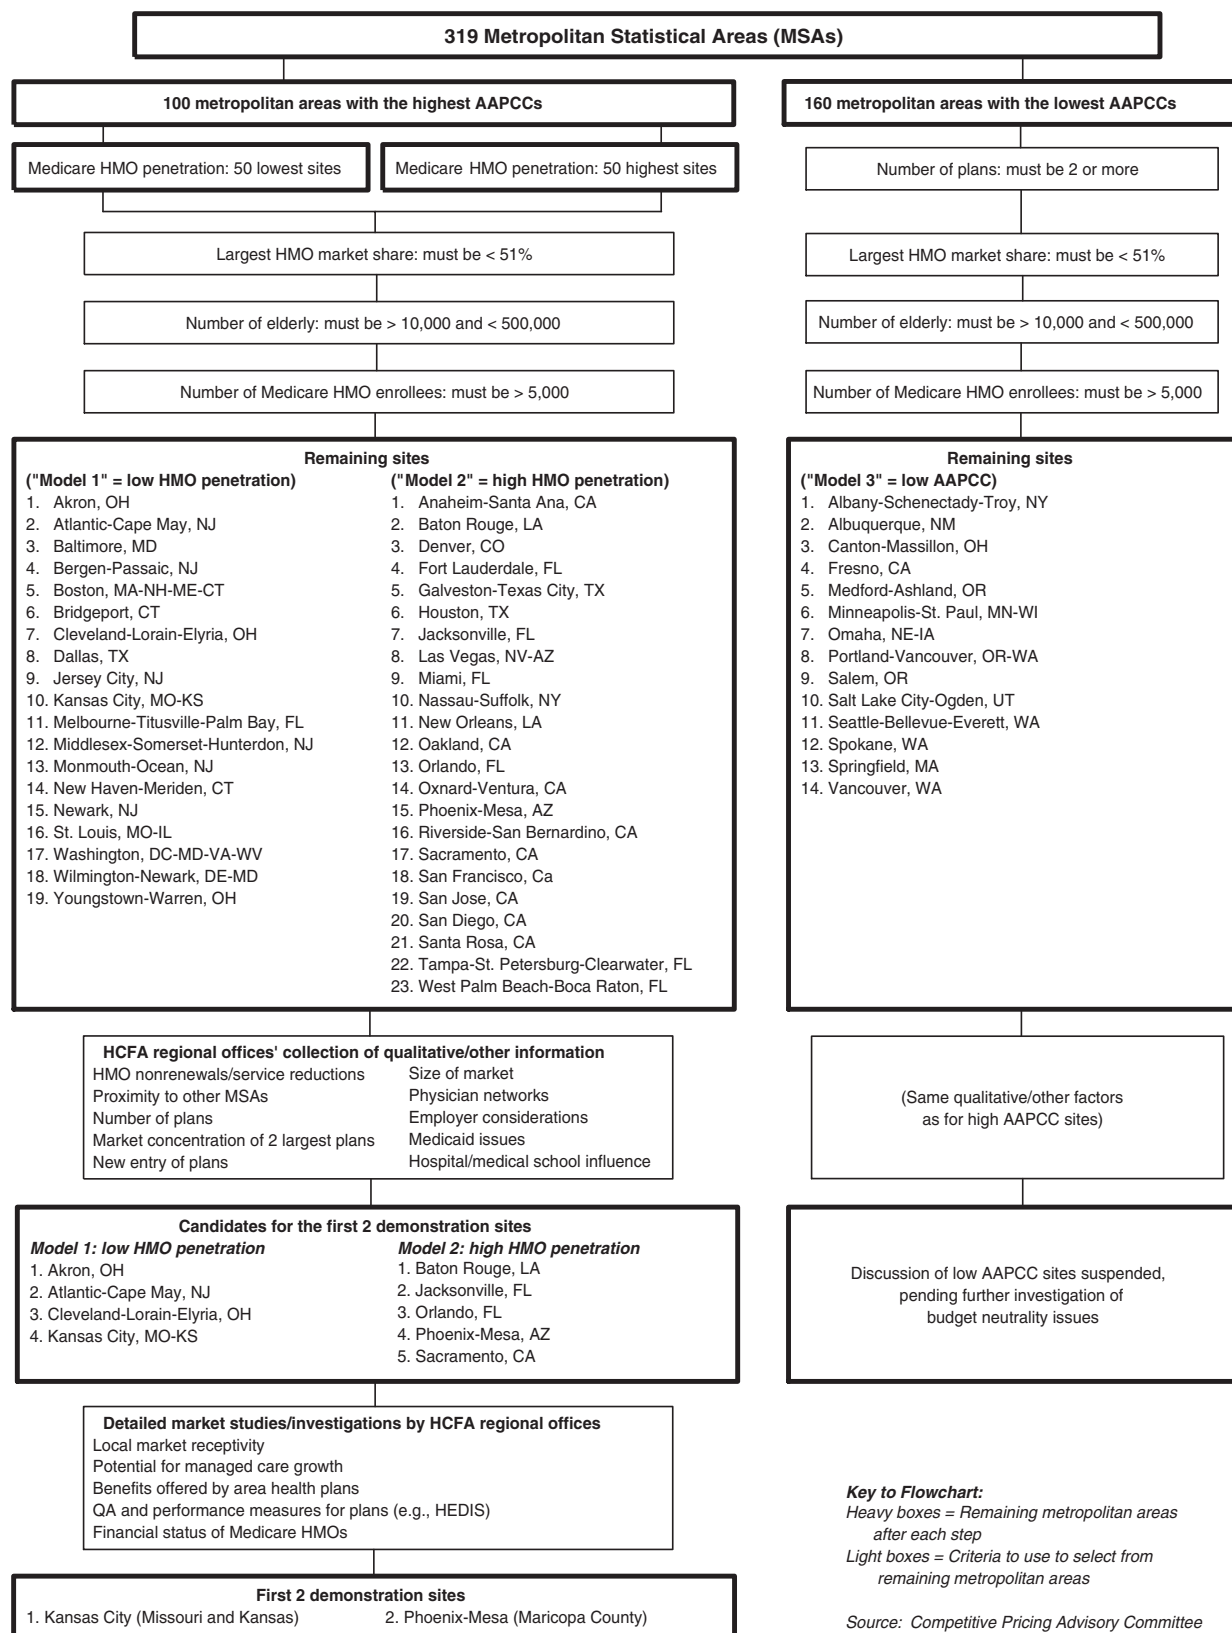 319 Metropolitan Statistical Areas (MSAs)
100 metropolitan areas with the highest AAPCCs
Medicare HMO penetration: 50 lowest sites
Medicare HMO penetration: 50 highest sites
Largest HMO market share: must be < 51%
Number of elderly: must be > 10,000 and < 500,000
Number of Medicare HMO enrollees: must be > 5,000
Remaining sites
("Model 1" = low HMO penetration)
1. Akron, OH
2. Atlantic-Cape May, NJ
3. Baltimore, MD
4. Bergen-Passaic, NJ
5. Boston, MA-NH-ME-CT
6. Bridgeport, CT
7. Cleveland-Lorain-Elyria, OH
8. Dallas, TX
9. Jersey City, NJ
10. Kansas City, MO-KS
11. Melbourne-Titusville-Palm Bay, FL
12. Middlesex-Somerset-Hunterdon, NJ
13. Monmouth-Ocean, NJ
14. New Haven-Meriden, CT
15. Newark, NJ
16. St. Louis, MO-IL
17. Washington, DC-MD-VA-WV
18. Wilmington-Newark, DE-MD
19. Youngstown-Warren, OH
("Model 2" = high HMO penetration)
1. Anaheim-Santa Ana, CA
2. Baton Rouge, LA
3. Denver, CO
4. Fort Lauderdale, FL
5. Galveston-Texas City, TX
6. Houston, TX
7. Jacksonville, FL
8. Las Vegas, NV-AZ
9. Miami, FL
10. Nassau-Suffolk, NY
11. New Orleans, LA
12. Oakland, CA
13. Orlando, FL
14. Oxnard-Ventura, CA
15. Phoenix-Mesa, AZ
16. Riverside-San Bernardino, CA
17. Sacramento, CA
18. San Francisco, Ca
19. San Jose, CA
20. San Diego, CA
21. Santa Rosa, CA
22. Tampa-St. Petersburg-Clearwater, FL
23. West Palm Beach-Boca Raton, FL
HCFA regional offices' collection of qualitative/other information
HMO nonrenewals/service reductions
Proximity to other MSAs
Number of plans
Market concentration of 2 largest plans
New entry of plans
Size of market
Physician networks
Employer considerations
Medicaid issues
Hospital/medical school influence
Candidates for the first 2 demonstration sites
Model 1: low HMO penetration
1. Akron, OH
2. Atlantic-Cape May, NJ
3. Cleveland-Lorain-Elyria, OH
4. Kansas City, MO-KS
Model 2: high HMO penetration
1. Baton Rouge, LA
2. Jacksonville, FL
3. Orlando, FL
4. Phoenix-Mesa, AZ
5. Sacramento, CA
Detailed market studies/investigations by HCFA regional offices
Local market receptivity
Potential for managed care growth
Benefits offered by area health plans
QA and performance measures for plans (e.g., HEDIS)
Financial status of Medicare HMOs
First 2 demonstration sites
1. Kansas City (Missouri and Kansas)
2. Phoenix-Mesa (Maricopa County)
160 metropolitan areas with the lowest AAPCCs
Number of plans: must be 2 or more
Largest HMO market share: must be < 51%
Number of elderly: must be > 10,000 and < 500,000
Number of Medicare HMO enrollees: must be > 5,000
Remaining sites
("Model 3" = low AAPCC)
1. Albany-Schenectady-Troy, NY
2. Albuquerque, NM
3. Canton-Massillon, OH
4. Fresno, CA
5. Medford-Ashland, OR
6. Minneapolis-St. Paul, MN-WI
7. Omaha, NE-IA
8. Portland-Vancouver, OR-WA
9. Salem, OR
10. Salt Lake City-Ogden, UT
11. Seattle-Bellevue-Everett, WA
12. Spokane, WA
13. Springfield, MA
14. Vancouver, WA
(Same qualitative/other factors
as for high AAPCC sites)
Discussion of low AAPCC sites suspended,
pending further investigation of
budget neutrality issues
Key to Flowchart:
Heavy boxes = Remaining metropolitan areas
after each step
Light boxes = Criteria to use to select from
remaining metropolitan areas
Source: Competitive Pricing Advisory Committee